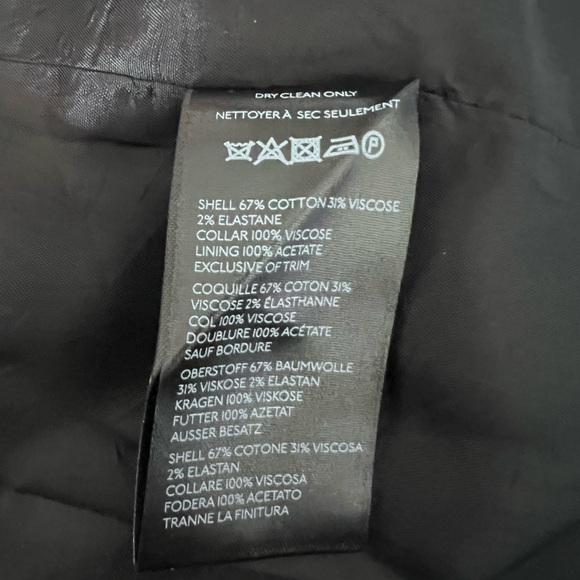 DRY CLEAN ONLY
NETTOYER À SEC SEULEMENT
P
SHELL 67% COTTON 31% VISCOSE
2% ELASTANE
COLLAR 100% VISCOSE
LINING 100% ACETATE
EXCLUSIVE OF TRIM
COQUILLE 67% COTON 31%
VISCOSE 2% ÉLASTHANNE
COL 100% VISCOSE
DOUBLURE 100% ACÉTATE
SAUF BORDURE
OBERSTOFF 67% BAUMWOLLE
31% VISKOSE 2% ELASTAN
KRAGEN 100% VISKOSE
FUTTER 100% AZETAT
AUSSER BESATZ
SHELL 67% COTONE 31% VISCOSA
2% ELASTAN
COLLARE 100% VISCOSA
FODERA 100% ACETATO
TRANNE LA FINITURA